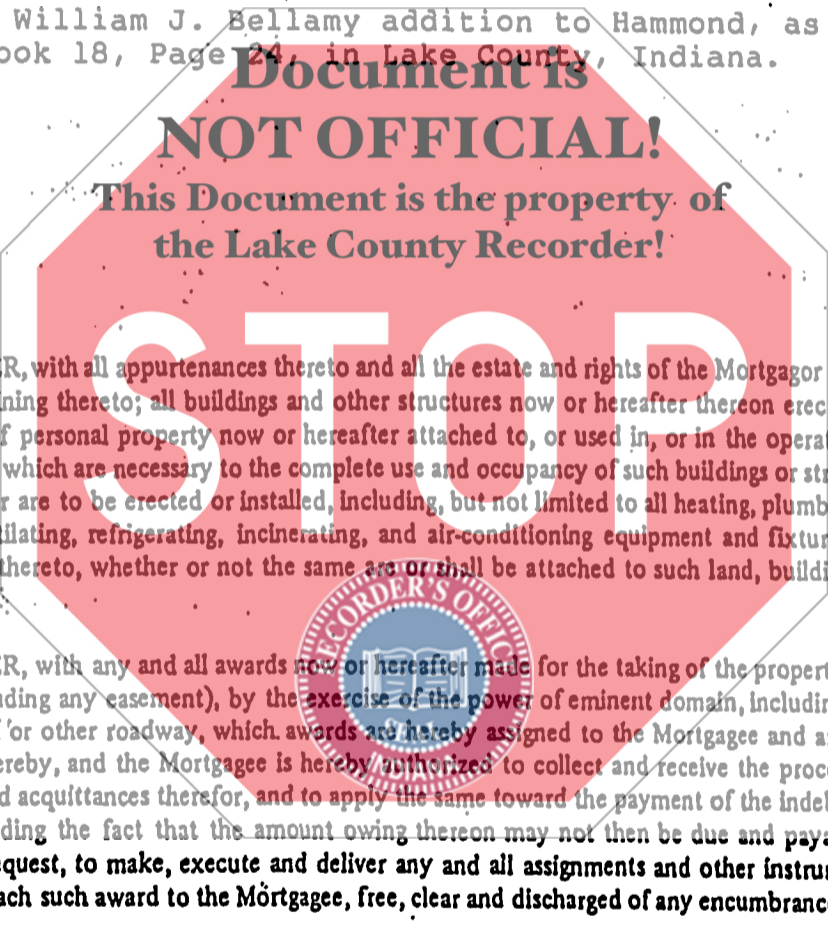 William J. Bellamy addition to Hammond, as
ook 18, Page 24, in Lake County, Indiana.
Document is
NOT OFFICIAL!
This Document is the property of
the Lake County Recorder!
STOP
R, with all appurtenances thereto and all the estate and rights of the Mortgagor
ning thereto; all buildings and other structures now or hereafter thereon erec
f personal property now or hereafter attached to, or used in, or in the opera
which are necessary to the complete use and occupancy of such buildings or str
r are to be erected or installed, including, but not limited to all heating, plumb
ilating, refrigerating, incinerating, and air-conditioning equipment and fixtur
thereto, whether or not the same are or shall be attached to such land, buildi
RECORDER'S OFFICE
SEAL
R, with any and all awards now or hereafter made for the taking of the propert
ding any easement), by the exercise of the power of eminent domain, includin
or other roadway, which awards are hereby assigned to the Mortgagee and a
ereby, and the Mortgagee is hereby authorized to collect and receive the proc
d acquittances therefor, and to apply the same toward the payment of the inde
ding the fact that the amount owing thereon may not then be due and paya
quest, to make, execute and deliver any and all assignments and other instru
ach such award to the Mortgagee, free, clear and discharged of any encumbranc